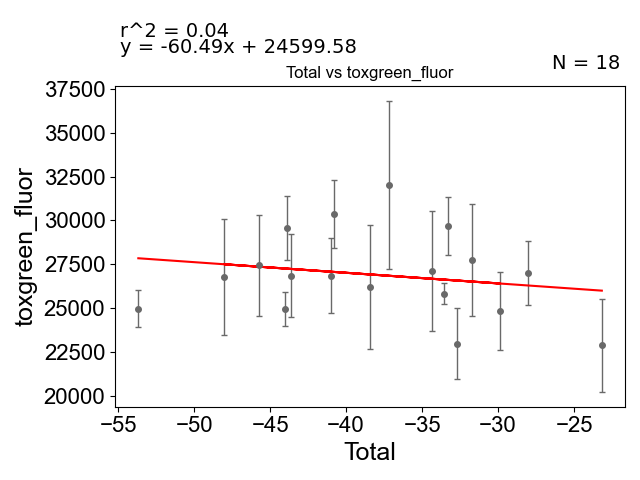 r^2 = 0.04
y = -60.49x + 24599.58
N = 18
Total vs toxgreen_fluor
37500
35000
32500
30000
27500
25000
22500
20000
toxgreen_fluor
−55 −50 −45 −40 −35 −30 −25
Total